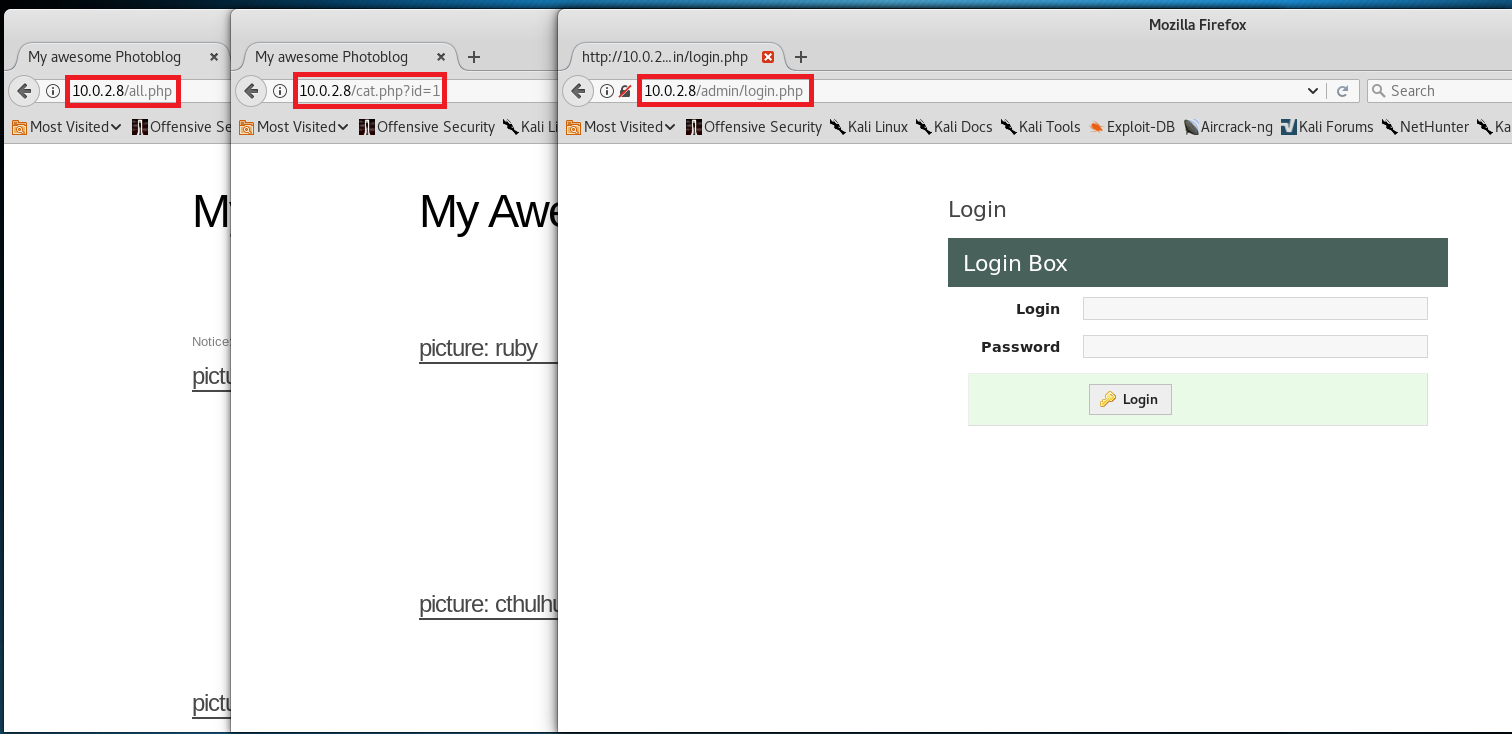 Mozilla Firefox
My awesome Photoblog
My awesome Photoblog
http://10.0.2...in/login.php
10.0.2.8/all.php
10.0.2.8/cat.php?id=1
10.0.2.8/admin/login.php
Search
Most Visited Offensive Se
Most Visited Offensive Security Kali Li
Most Visited Offensive Security Kali Linux Kali Docs Kali Tools Exploit-DB Aircrack-ng Kali Forums NetHunter Ka
My
Notice:
pictu
pictu
My Awe
picture: ruby
picture: cthulhu
Login
Login Box
Login
Password
Login